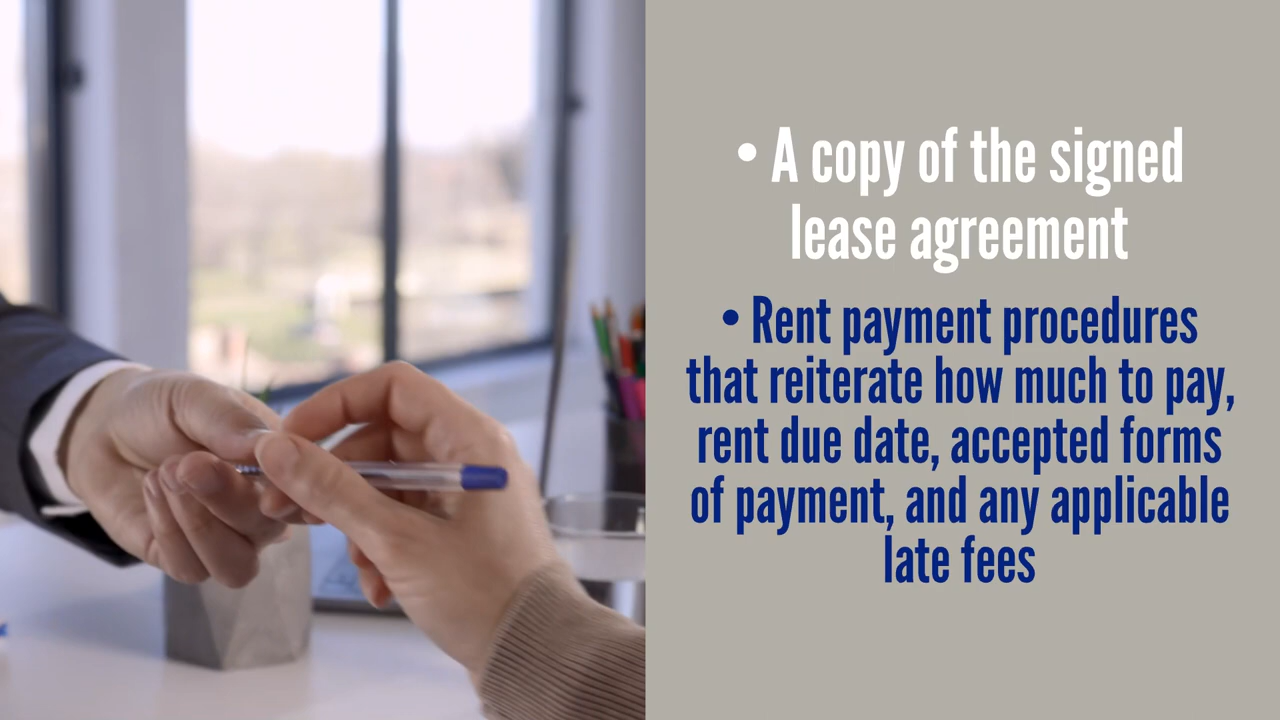 • A copy of the signed
lease agreement
• Rent payment procedures
that reiterate how much to pay,
rent due date, accepted forms
of payment, and any applicable
late fees